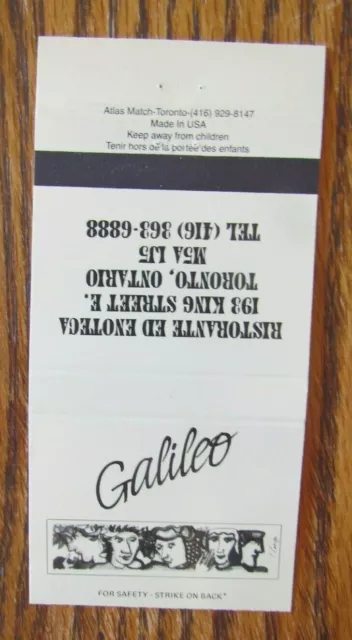 Atlas Match-Toronto-(416) 929-8147
Made In USA
Keep away from children
Tenir hors de la portée des enfants
RISTORANTE ED ENOTECA
193 KING STREET E.
TORONTO, ONTARIO
M5A 1J5
TEL (416) 363-6888
Galileo
FOR SAFETY - STRIKE ON BACK